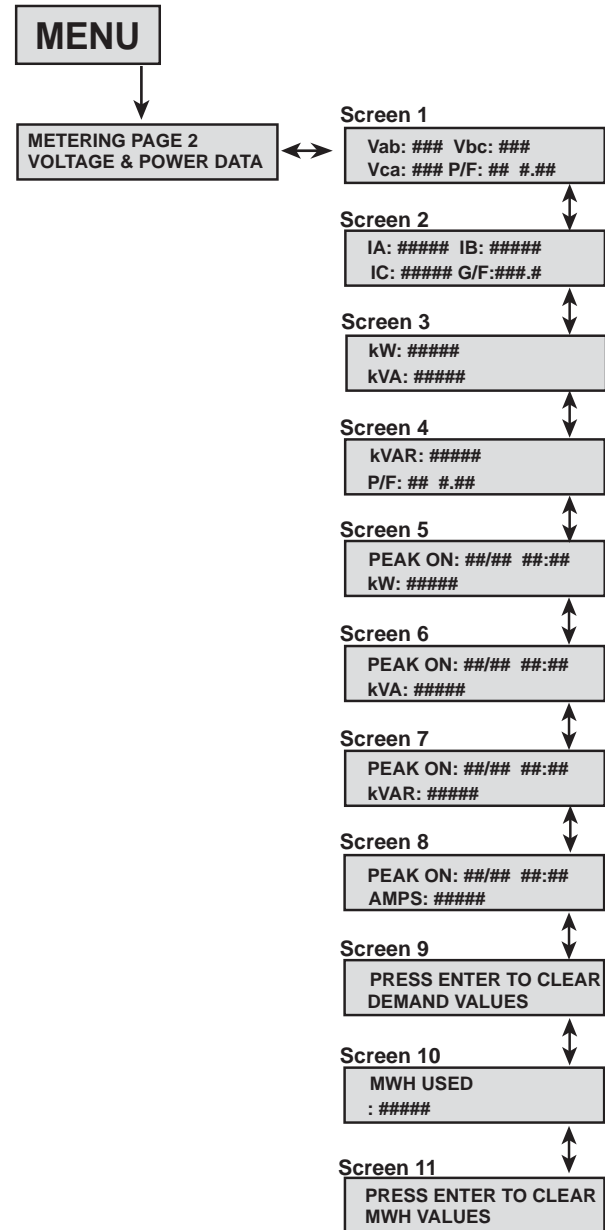 MENU
METERING PAGE 2
VOLTAGE & POWER DATA
Screen 1
Vab: ### Vbc: ###
Vca: ### P/F: ## #.##
Screen 2
IA: ##### IB: #####
IC: ##### G/F:###.#
Screen 3
kW: #####
kVA: #####
Screen 4
kVAR: #####
P/F: ## #.##
Screen 5
PEAK ON: ##/## ##:##
kW: #####
Screen 6
PEAK ON: ##/## ##:##
kVA: #####
Screen 7
PEAK ON: ##/## ##:##
kVAR: #####
Screen 8
PEAK ON: ##/## ##:##
AMPS: #####
Screen 9
PRESS ENTER TO CLEAR
DEMAND VALUES
Screen 10
MWH USED
: #####
Screen 11
PRESS ENTER TO CLEAR
MWH VALUES